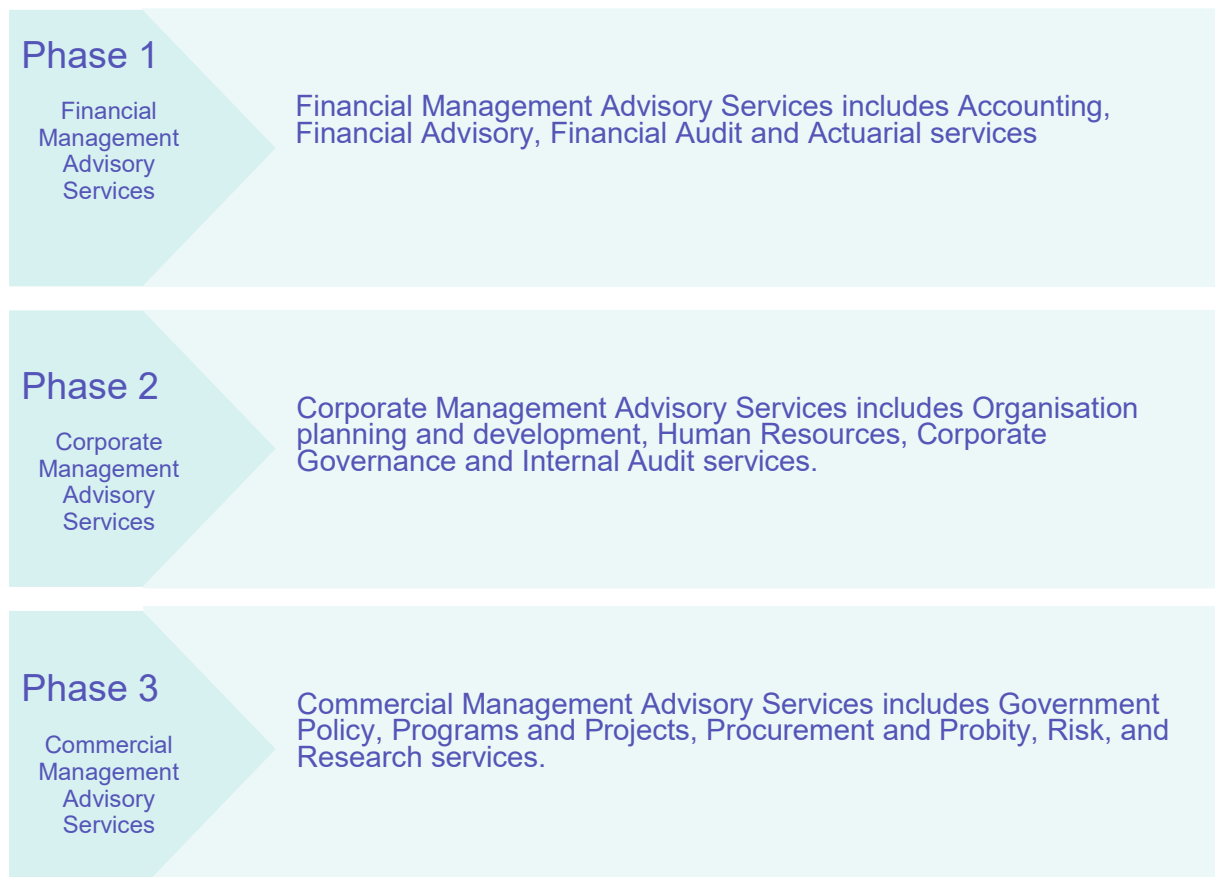 Phase 1
Financial
Management
Advisory
Services
Financial Management Advisory Services includes Accounting,
Financial Advisory, Financial Audit and Actuarial services
Phase 2
Corporate
Management
Advisory
Services
Corporate Management Advisory Services includes Organisation
planning and development, Human Resources, Corporate
Governance and Internal Audit services.
Phase 3
Commercial
Management
Advisory
Services
Commercial Management Advisory Services includes Government
Policy, Programs and Projects, Procurement and Probity, Risk, and
Research services.